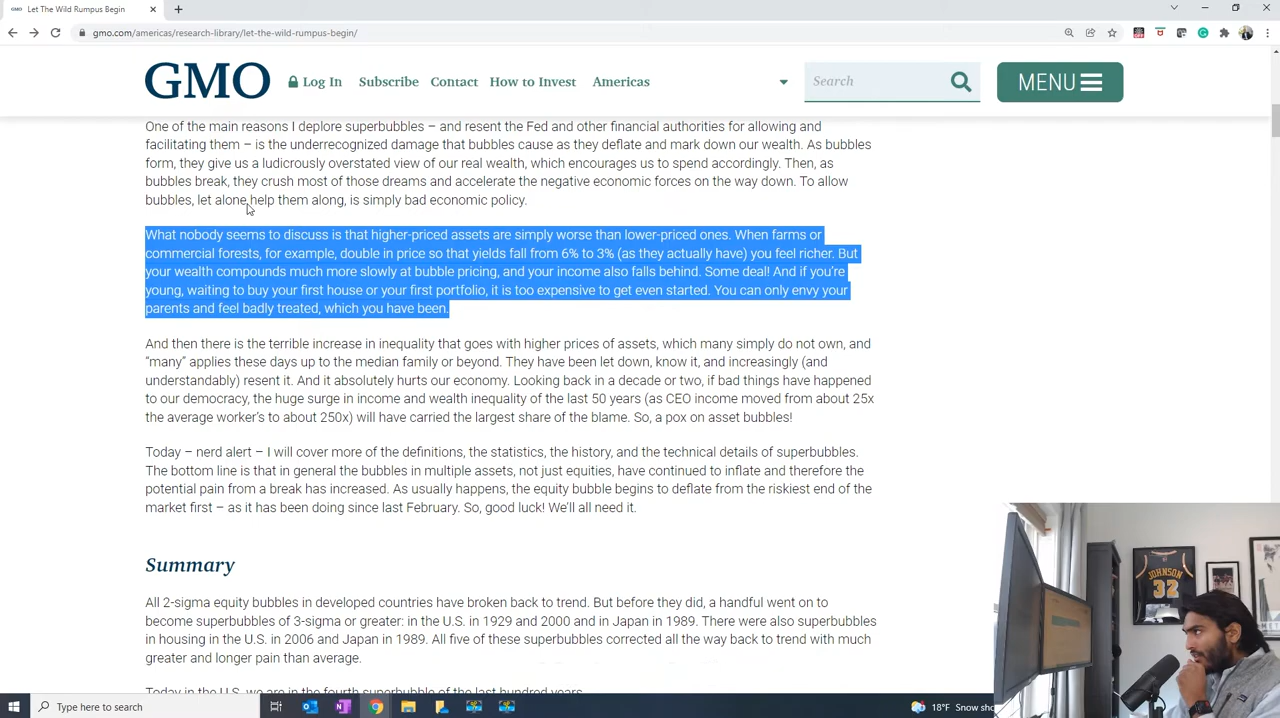 GMO Let The Wild Rumpus Begin
gmo.com/americas/research-library/let-the-wild-rumpus-begin/
GMO
Log In
Subscribe
Contact
How to Invest
Americas
Search
MENU
One of the main reasons I deplore superbubbles – and resent the Fed and other financial authorities for allowing and
facilitating them – is the underrecognized damage that bubbles cause as they deflate and mark down our wealth. As bubbles
form, they give us a ludicrously overstated view of our real wealth, which encourages us to spend accordingly. Then, as
bubbles break, they crush most of those dreams and accelerate the negative economic forces on the way down. To allow
bubbles, let alone help them along, is simply bad economic policy.
What nobody seems to discuss is that higher-priced assets are simply worse than lower-priced ones. When farms or
commercial forests, for example, double in price so that yields fall from 6% to 3% (as they actually have) you feel richer. But
your wealth compounds much more slowly at bubble pricing, and your income also falls behind. Some deal! And if you're
young, waiting to buy your first house or your first portfolio, it is too expensive to get even started. You can only envy your
parents and feel badly treated, which you have been.
And then there is the terrible increase in inequality that goes with higher prices of assets, which many simply do not own, and
“many” applies these days up to the median family or beyond. They have been let down, know it, and increasingly (and
understandably) resent it. And it absolutely hurts our economy. Looking back in a decade or two, if bad things have happened
to our democracy, the huge surge in income and wealth inequality of the last 50 years (as CEO income moved from about 25x
the average worker's to about 250x) will have carried the largest share of the blame. So, a pox on asset bubbles!
Today – nerd alert – I will cover more of the definitions, the statistics, the history, and the technical details of superbubbles.
The bottom line is that in general the bubbles in multiple assets, not just equities, have continued to inflate and therefore the
potential pain from a break has increased. As usually happens, the equity bubble begins to deflate from the riskiest end of the
market first – as it has been doing since last February. So, good luck! We'll all need it.
Summary
All 2-sigma equity bubbles in developed countries have broken back to trend. But before they did, a handful went on to
become superbubbles of 3-sigma or greater: in the U.S. in 1929 and 2000 and in Japan in 1989. There were also superbubbles
in housing in the U.S. in 2006 and Japan in 1989. All five of these superbubbles corrected all the way back to trend with much
greater and longer pain than average.
Today in the U.S. we are in the fourth superbubble of the last hundred years.
JOHNSON
32
Type here to search
18°F Snow sho